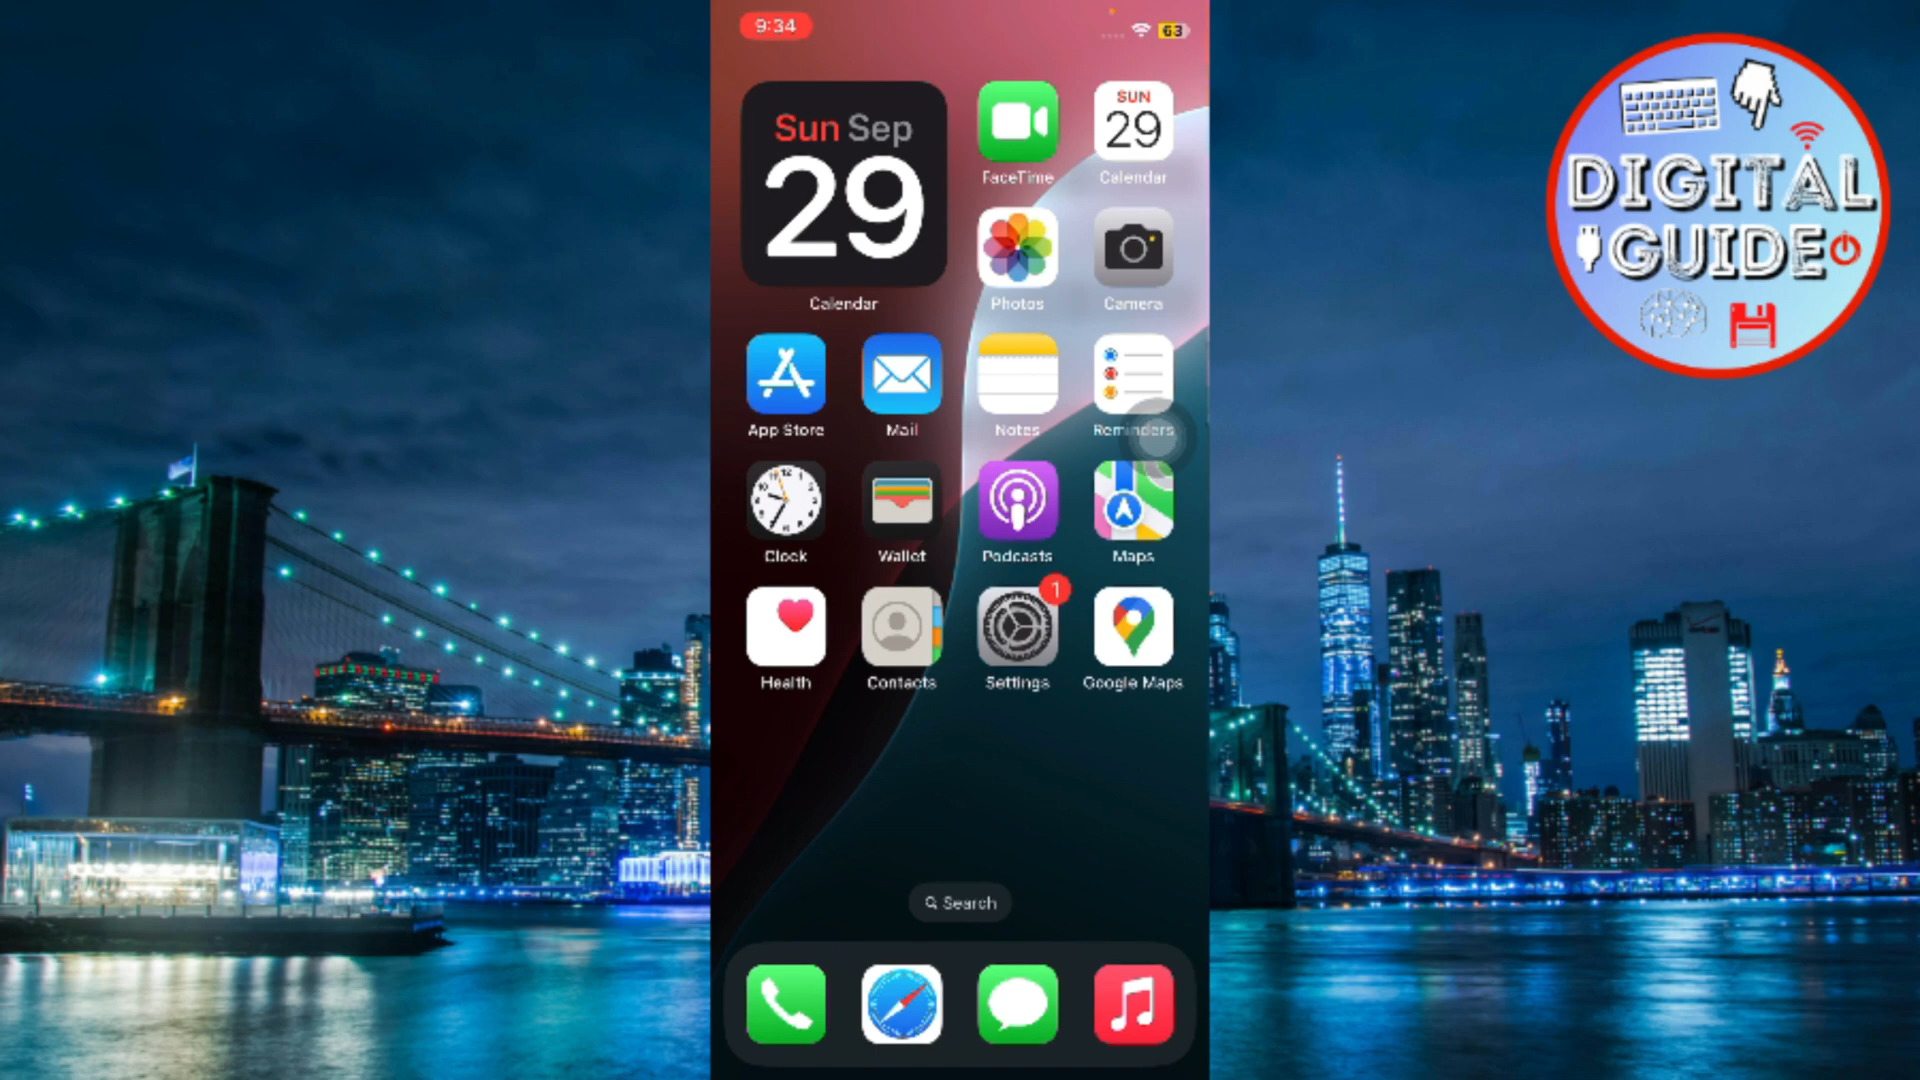 9:34
63
Sun Sep
29
Calendar
FaceTime
SUN
29
Calendar
Photos
Camera
App Store
Mail
Notes
Reminders
12
Clock
Wallet
Podcasts
Maps
1
Health
Contacts
Settings
Google Maps
Search
DIGITAL
GUIDE